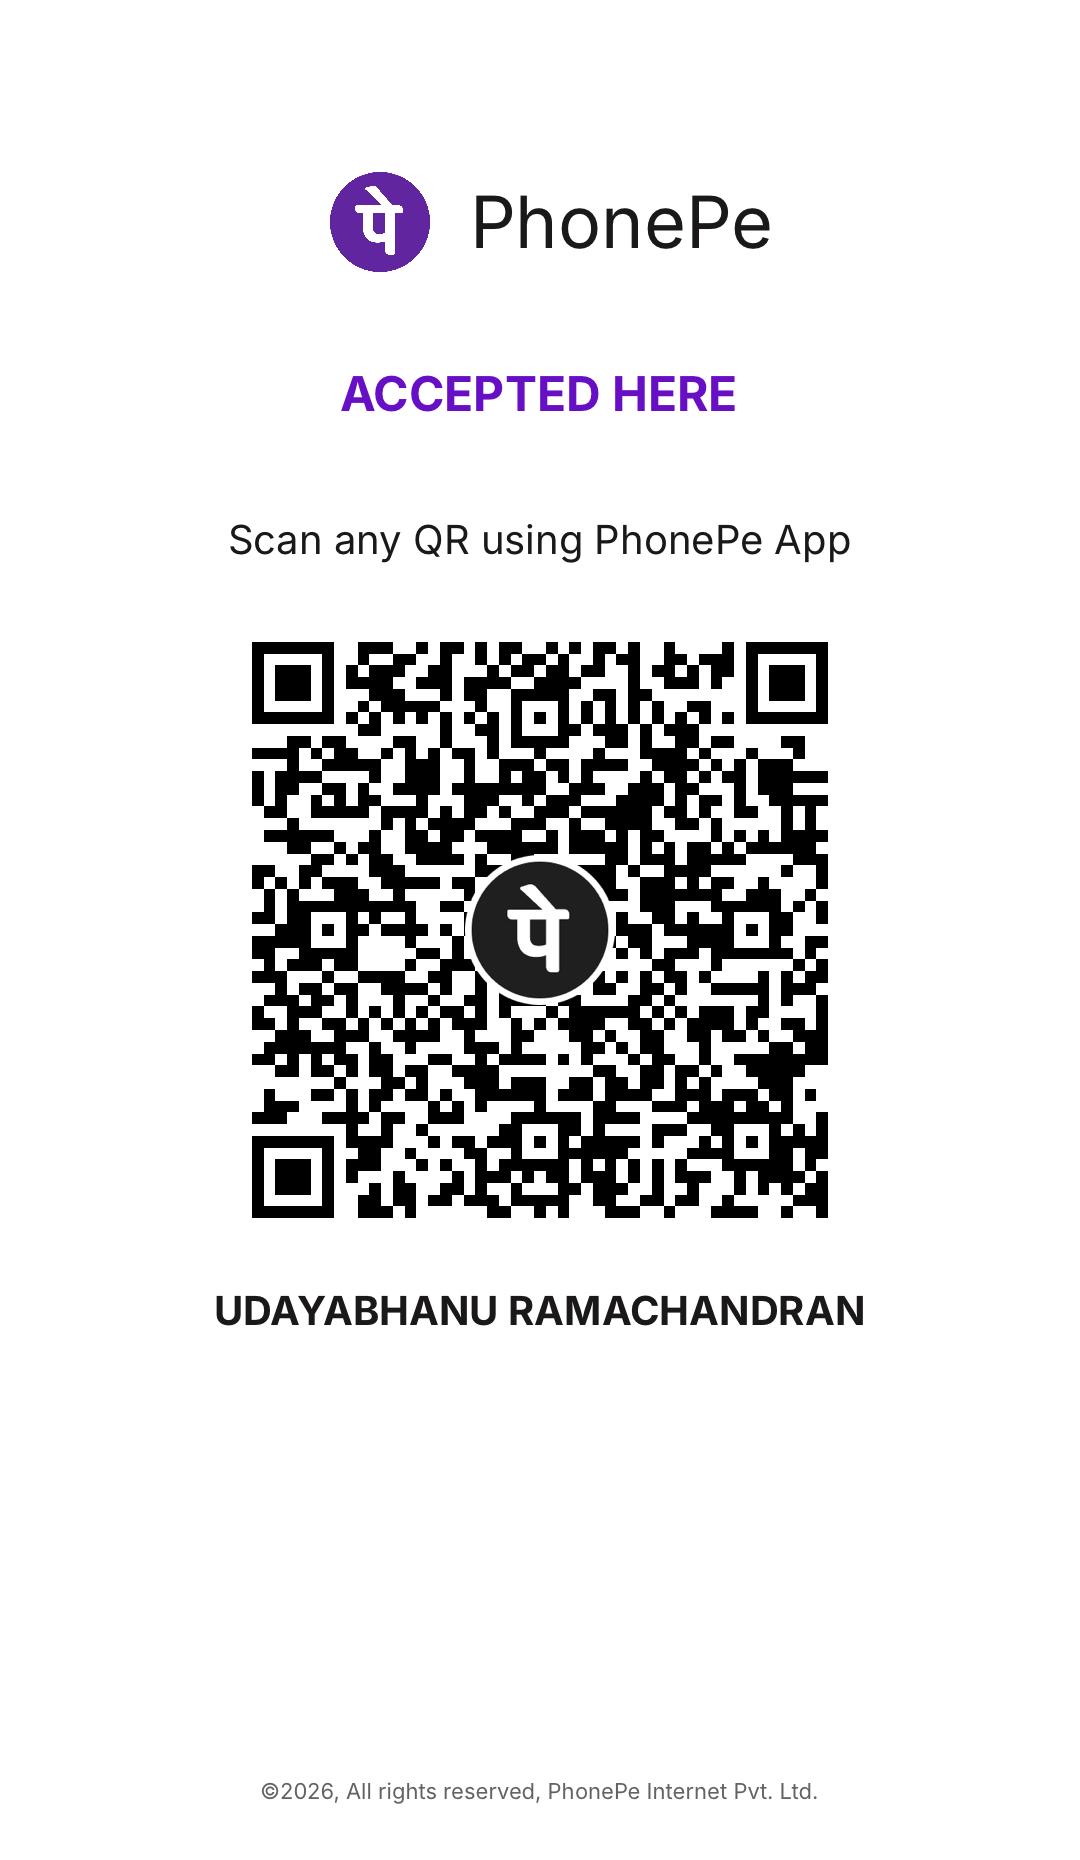 पे PhonePe
ACCEPTED HERE
Scan any QR using PhonePe App
पे
UDAYABHANU RAMACHANDRAN
©2026, All rights reserved, PhonePe Internet Pvt. Ltd.